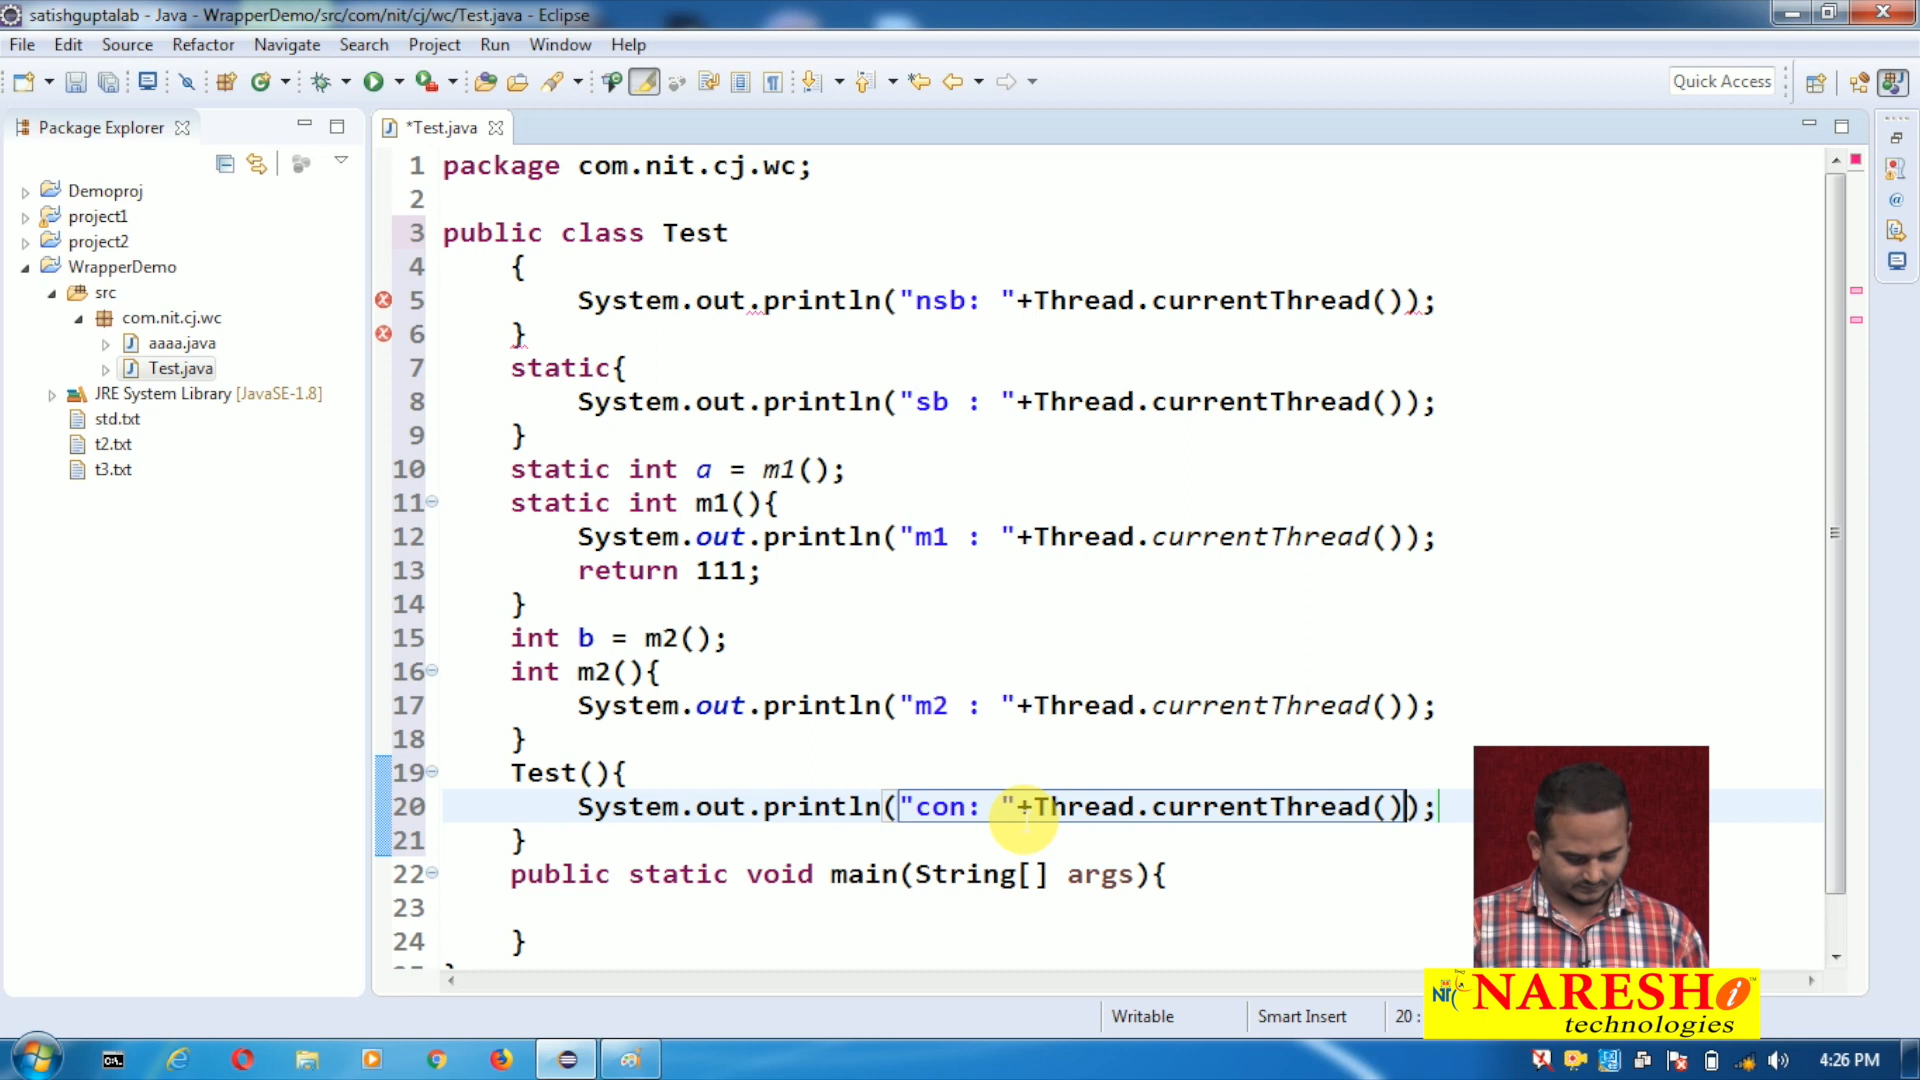 satishguptalab - Java - WrapperDemo/src/com/nit/cj/wc/Test.java - Eclipse
File Edit Source Refactor Navigate Search Project Run Window Help
Quick Access
Package Explorer
*Test.java
Demoproj
project1
project2
WrapperDemo
src
com.nit.cj.wc
aaaa.java
Test.java
JRE System Library [JavaSE-1.8]
std.txt
t2.txt
t3.txt
1 package com.nit.cj.wc;
2
3 public class Test
4 {
5 System.out.println("nsb: "+Thread.currentThread());
6 }
7 static{
8 System.out.println("sb : "+Thread.currentThread());
9 }
10 static int a = m1();
11 static int m1(){
12 System.out.println("m1 : "+Thread.currentThread());
13 return 111;
14 }
15 int b = m2();
16 int m2(){
17 System.out.println("m2 : "+Thread.currentThread());
18 }
19 Test(){
20 System.out.println("con: "+Thread.currentThread());
21 }
22 public static void main(String[] args){
23
24 }
Writable Smart Insert 20 :
NARESH i
technologies
4:26 PM